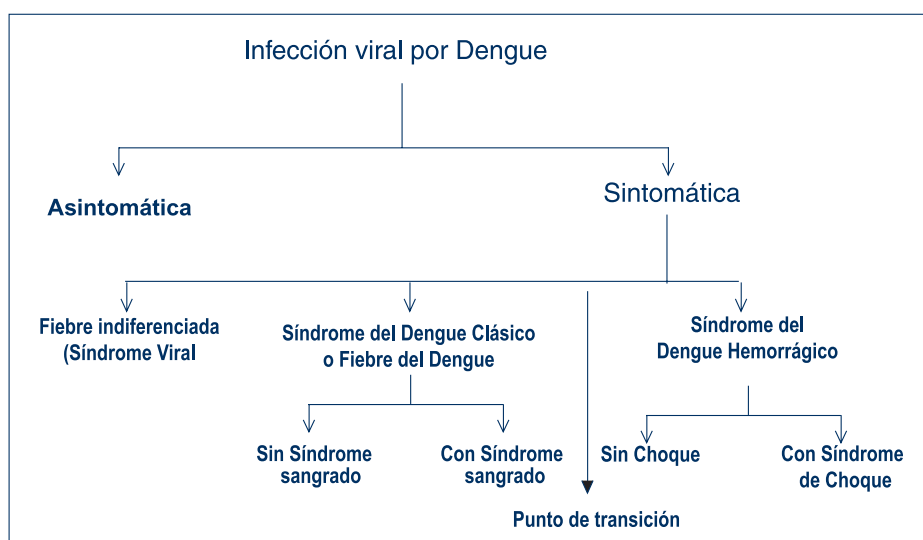 Infección viral por Dengue
Asintomática
Sintomática
Fiebre indiferenciada
(Síndrome Viral
Síndrome del Dengue Clásico
o Fiebre del Dengue
Síndrome del
Dengue Hemorrágico
Sin Síndrome
sangrado
Con Síndrome
sangrado
Sin Choque
Con Síndrome
de Choque
Punto de transición